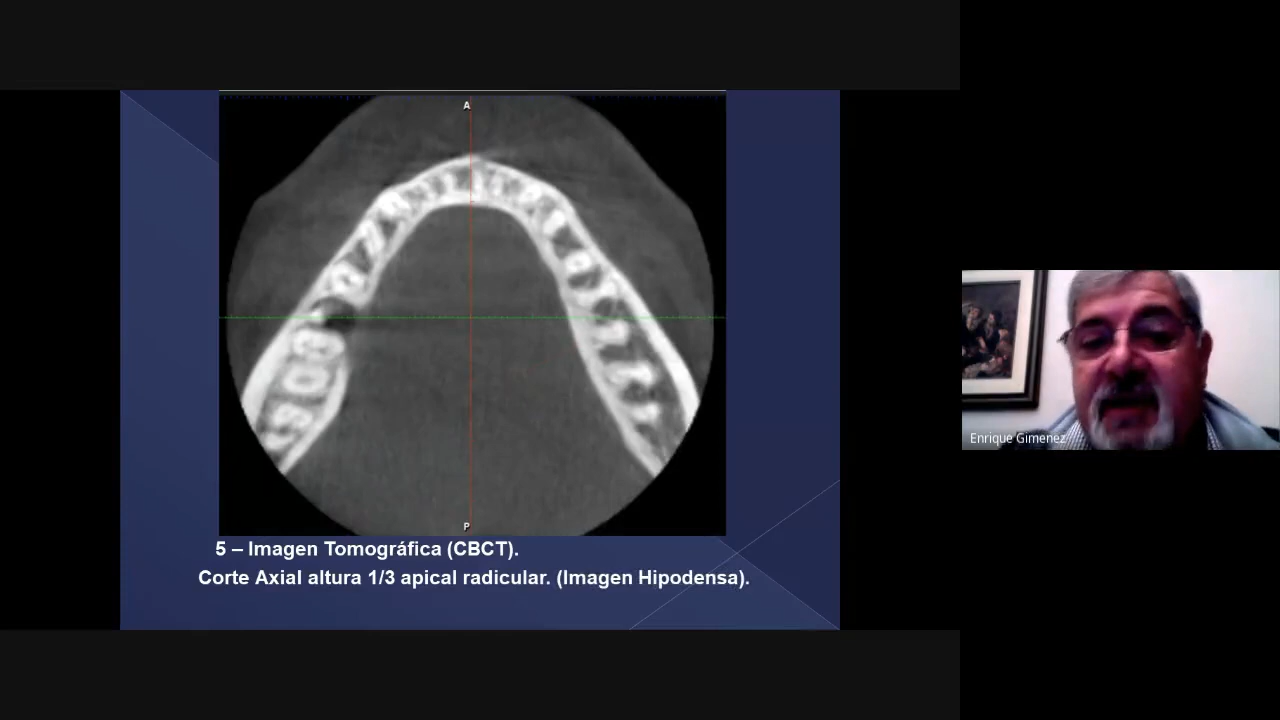 A
P
5 – Imagen Tomográfica (CBCT).
Corte Axial altura 1/3 apical radicular. (Imagen Hipodensa).
Enrique Gimenez